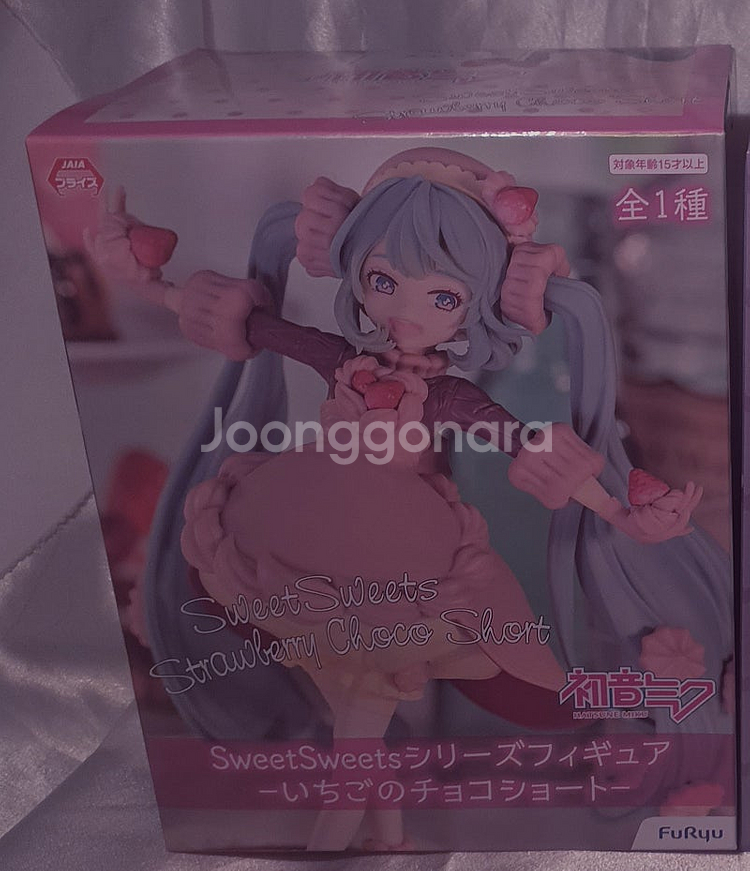 JAIA
プライズ
対象年齢15才以上
全1種
Joonggonara
SweetSweets
Strawberry Choco Short
初音ミク
HATSUNE MIKU
SweetSweetsシリーズフィギュア
−いちごのチョコショート−
FuRyu